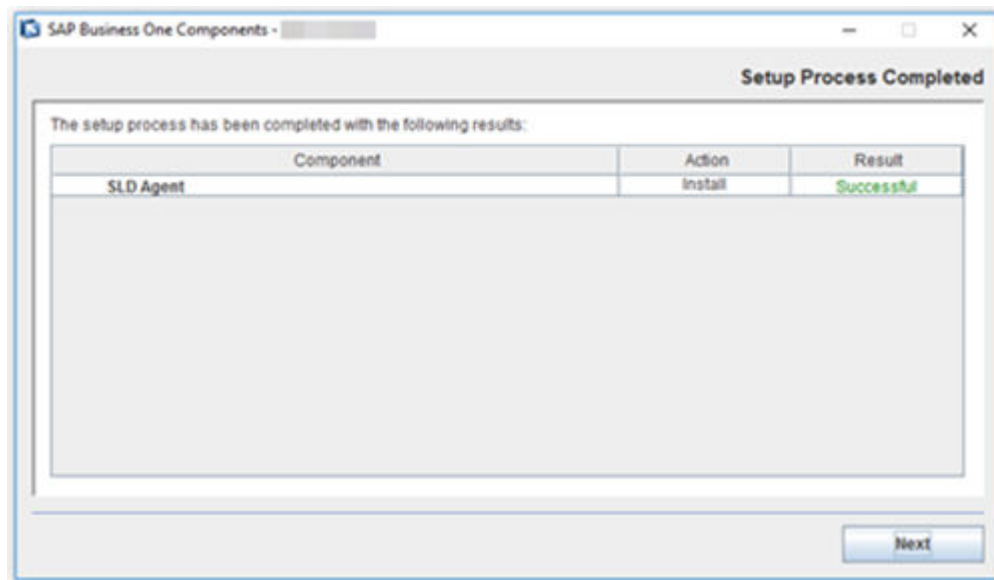 SAP Business One Components -
Setup Process Completed
The setup process has been completed with the following results:
Component Action Result
SLD Agent Install Successful
Next